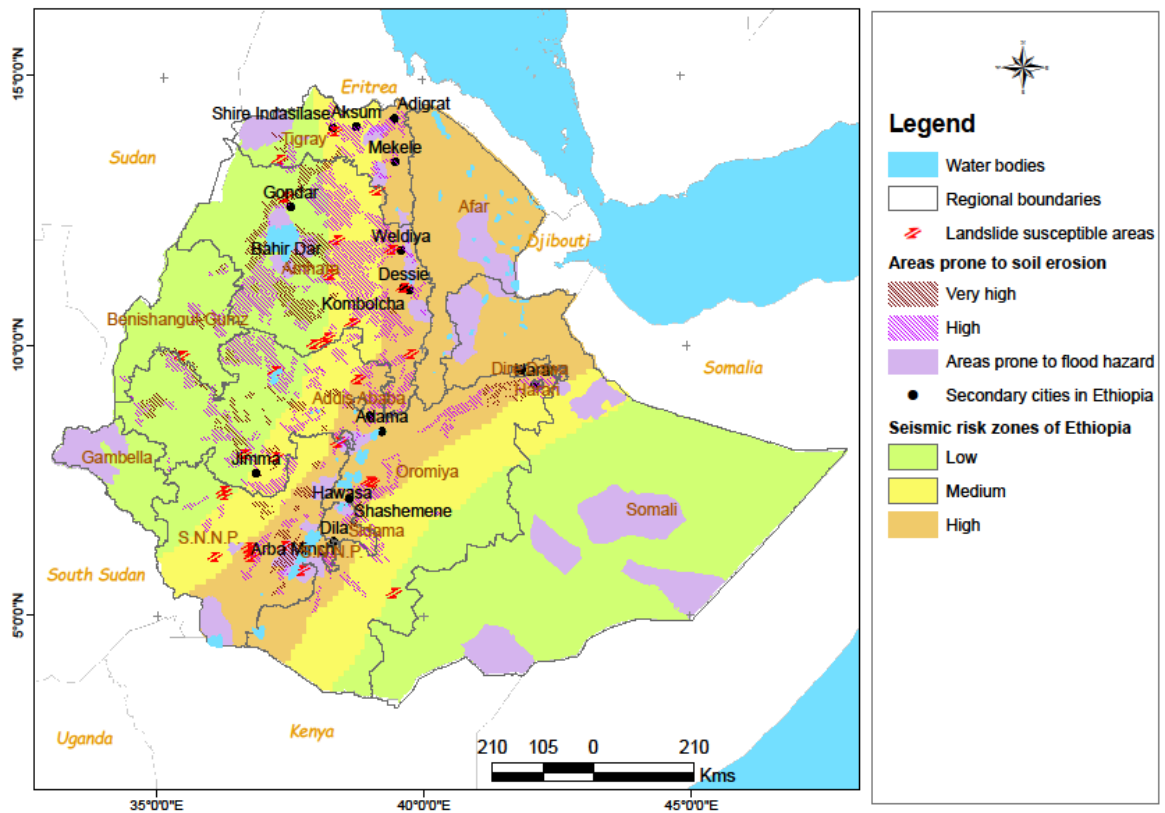 15°0'0"N
10°0'0"N
5°0'0"N
Eritrea
Shire Indasilase
Aksum
Adigrat
Tigray
Sudan
Mekele
Gondar
Afar
Weldiya
Djibouti
Bahir Dar
Amhara
Dessie
Kombolcha
Benishangul-Gumz
Somalia
Harar
Harari
Addis Ababa
Adama
Gambella
Jimma
Oromiya
Hawasa
Shashemene
Somali
S.N.N.P.
Dila
Sidama
Arba Minch
South Sudan
Uganda
Kenya
210 105 0 210
Kms
35°0'0"E 40°0'0"E 45°0'0"E
N
Legend
Water bodies
Regional boundaries
Landslide susceptible areas
Areas prone to soil erosion
Very high
High
Areas prone to flood hazard
Secondary cities in Ethiopia
Seismic risk zones of Ethiopia
Low
Medium
High